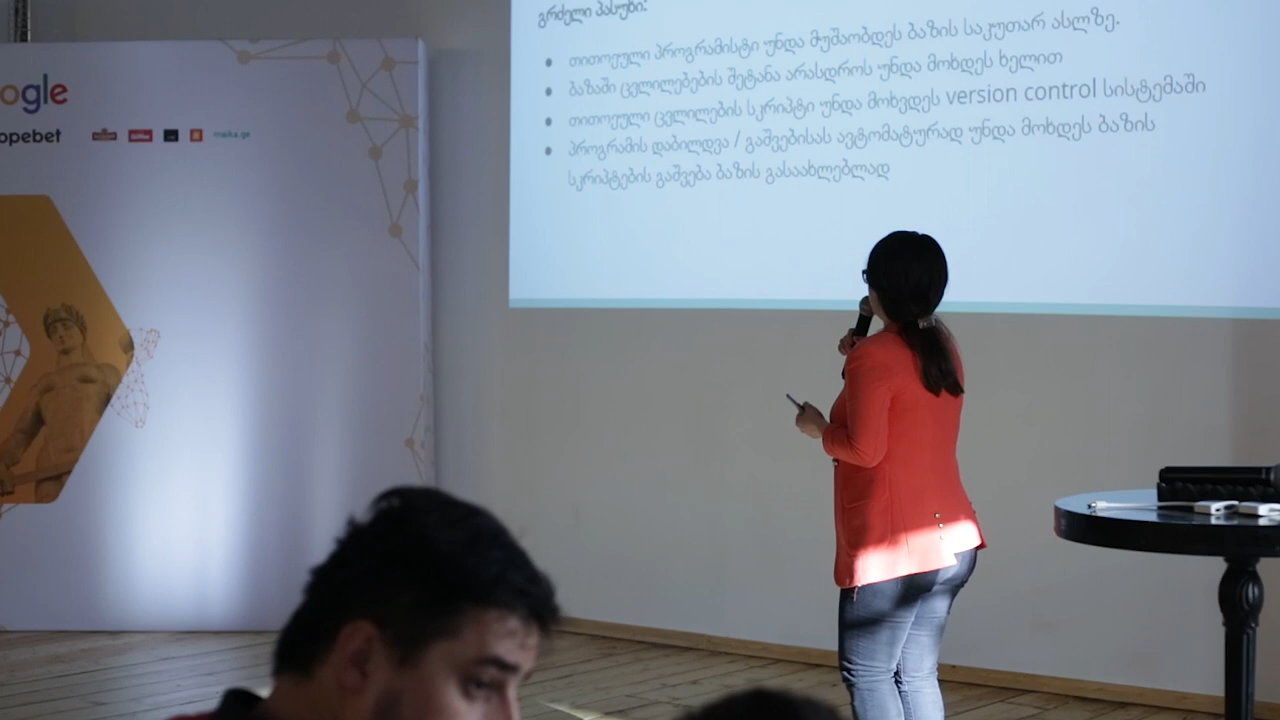 ogle
opebet
maika.ge
გრძელი პასუხი:
თითოეული პროგრამისტი უნდა მუშაობდეს ბაზის საკუთარ ასლზე.
ბაზაში ცვლილებების შეტანა არასდროს უნდა მოხდეს ხელით
თითოეული ცვლილების სკრიპტი უნდა მოხვდეს version control სისტემაში
პროგრამის დაბილდვა / გაშვებისას ავტომატურად უნდა მოხდეს ბაზის
სკრიპტების გაშვება ბაზის გასაახლებლად